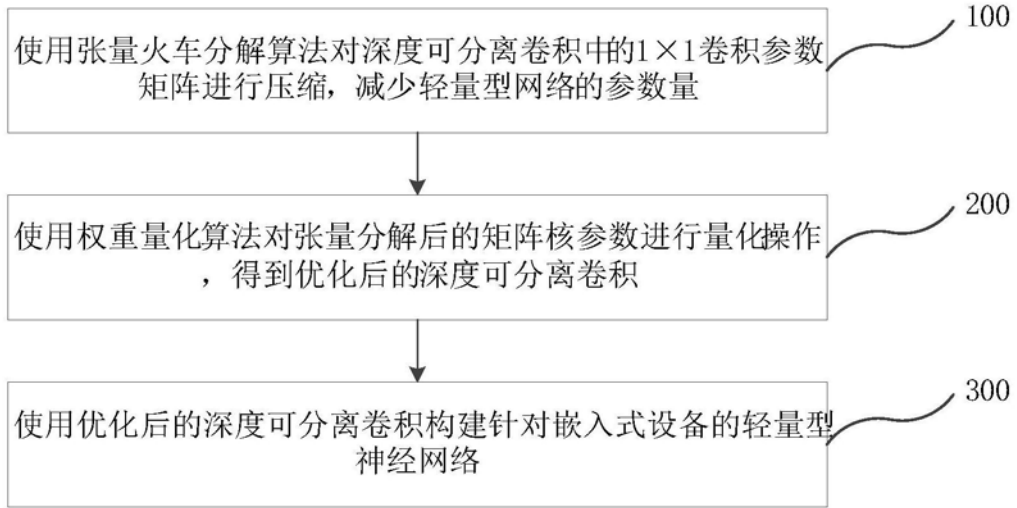 100
使用张量火车分解算法对深度可分离卷积中的1×1卷积参数
矩阵进行压缩，减少轻量型网络的参数量
200
使用权重量化算法对张量分解后的矩阵核参数进行量化操作
，得到优化后的深度可分离卷积
300
使用优化后的深度可分离卷积构建针对嵌入式设备的轻量型
神经网络